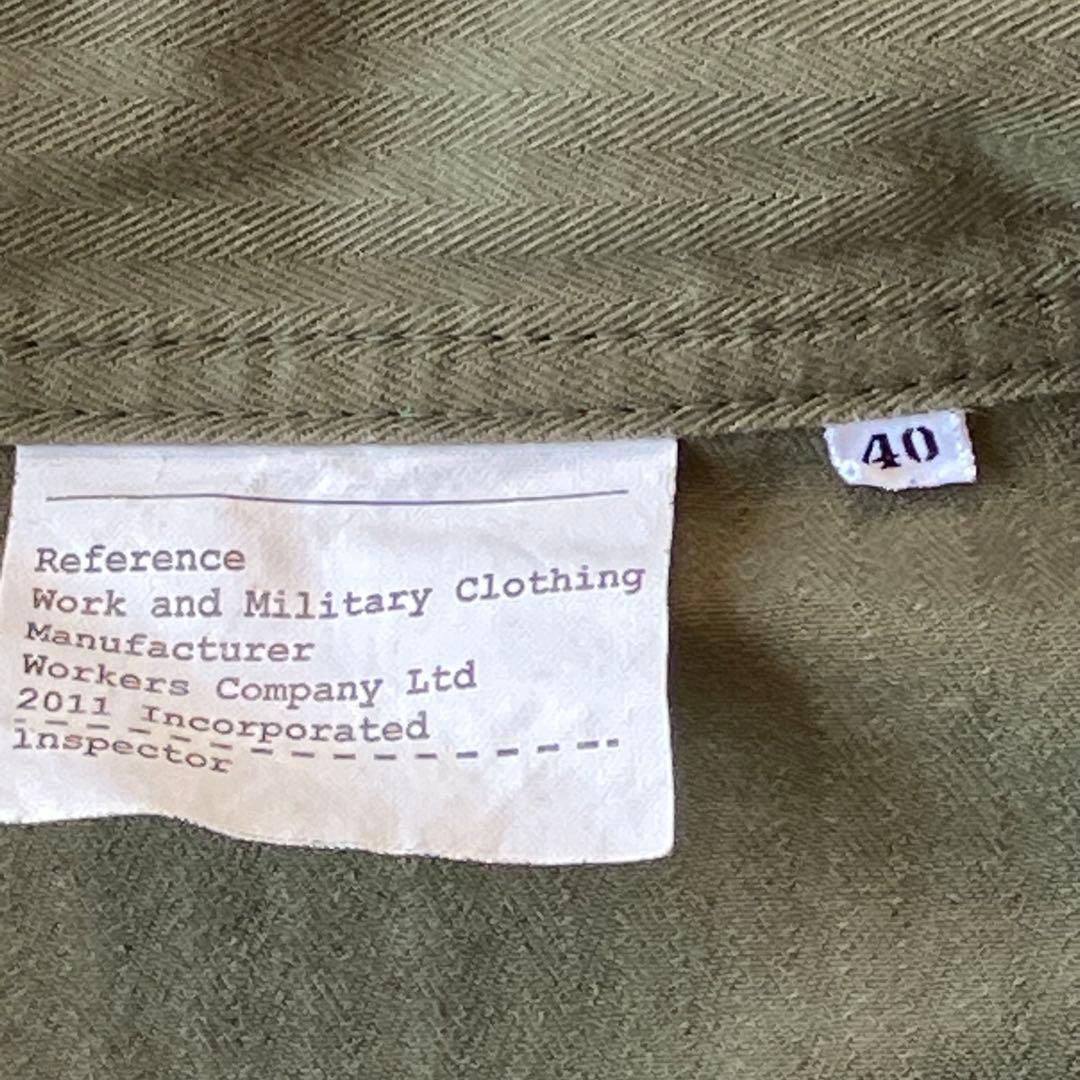 Reference
Work and Military Clothing
Manufacturer
Workers Company Ltd
2011 Incorporated
inspector
40